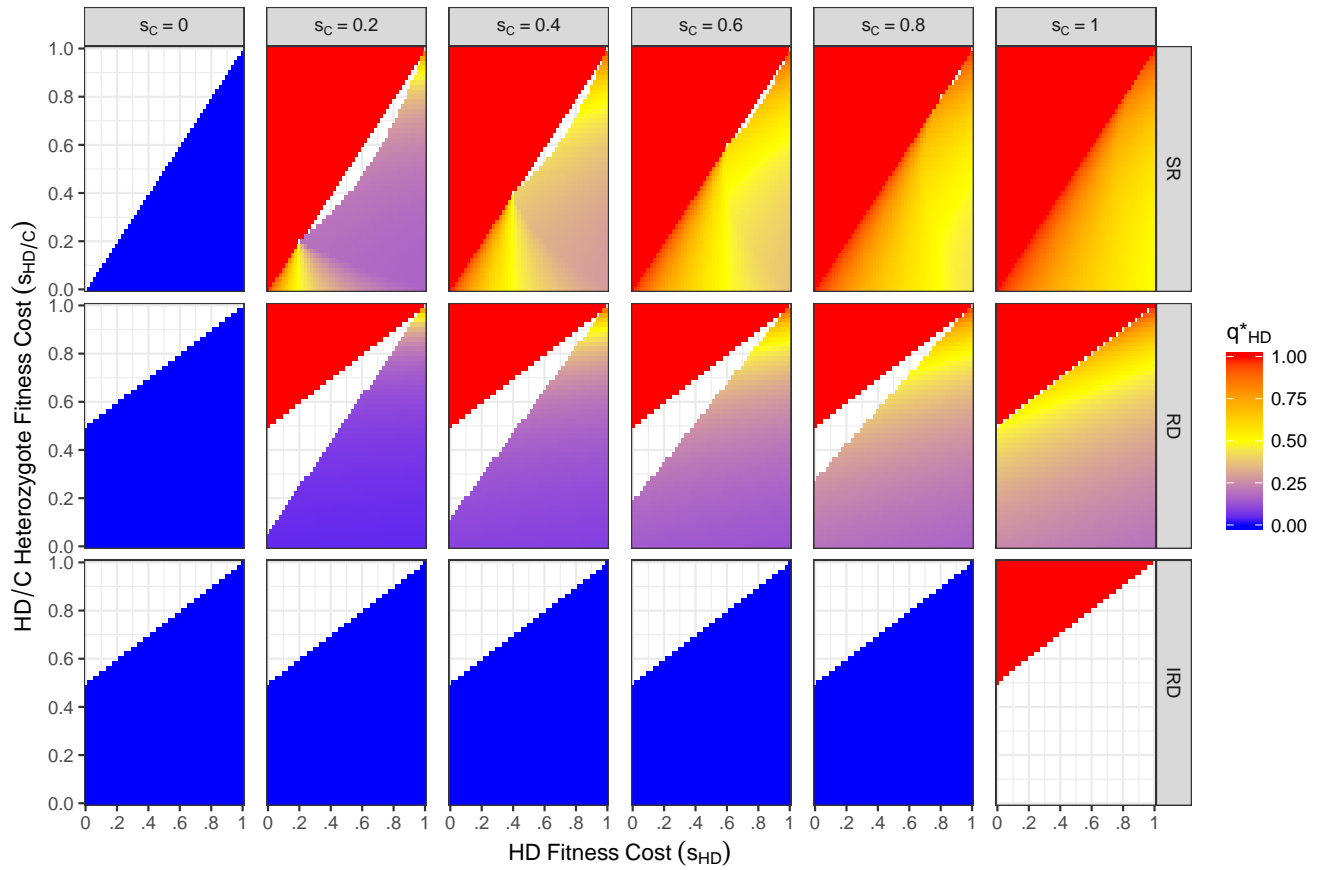 s_C = 0 s_C = 0.2 s_C = 0.4 s_C = 0.6 s_C = 0.8 s_C = 1
HD/C Heterozygote Fitness Cost (s_HD/C)
1.0
0.8
0.6
0.4
0.2
0.0
SR
1.0
0.8
0.6
0.4
0.2
0.0
RD
1.0
0.8
0.6
0.4
0.2
0.0
IRD
0 .2 .4 .6 .8 1 0 .2 .4 .6 .8 1 0 .2 .4 .6 .8 1 0 .2 .4 .6 .8 1 0 .2 .4 .6 .8 1 0 .2 .4 .6 .8 1
HD Fitness Cost (s_HD)
q*_HD
1.00
0.75
0.50
0.25
0.00